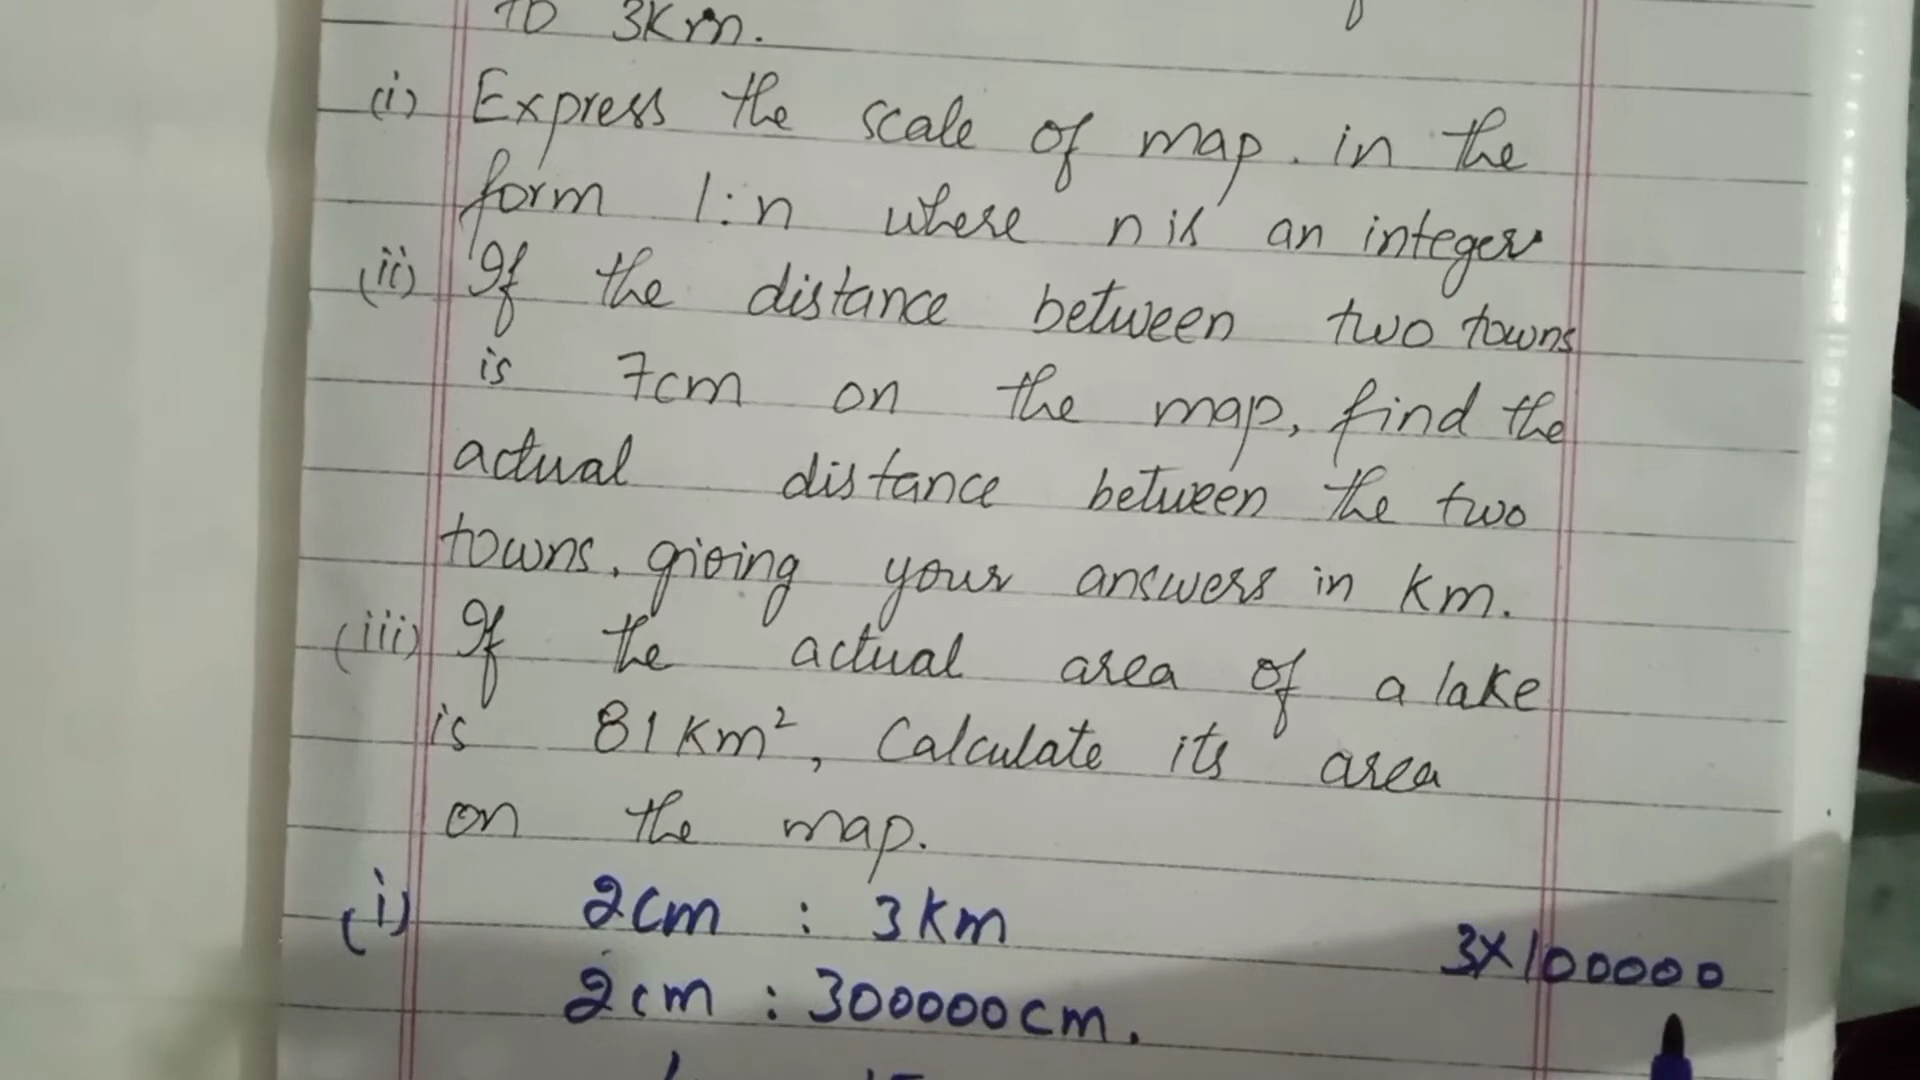 to 3Km.
(i) Express the scale of map. in the
form 1:n where n is an integer
(ii) If the distance between two towns
is 7cm on the map, find the
actual distance between the two
towns. giving your answers in km.
(iii) If the actual area of a lake
is 81 Km², Calculate its area
on the map.
(i) 2cm : 3Km
3×100000
2cm : 300000cm.